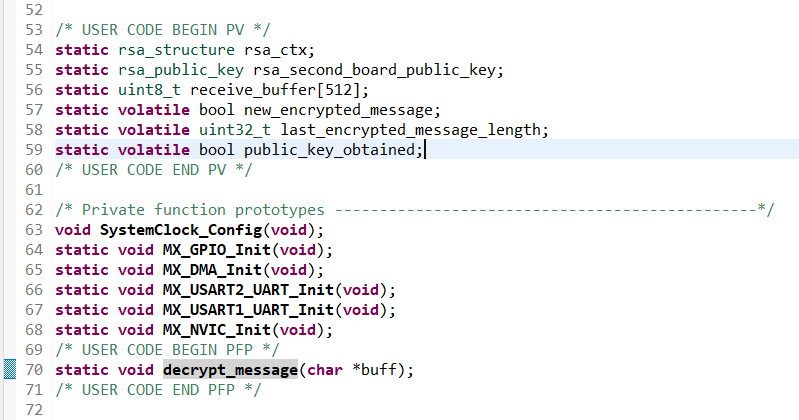 52
53 /* USER CODE BEGIN PV */
54 static rsa_structure rsa_ctx;
55 static rsa_public_key rsa_second_board_public_key;
56 static uint8_t receive_buffer[512];
57 static volatile bool new_encrypted_message;
58 static volatile uint32_t last_encrypted_message_length;
59 static volatile bool public_key_obtained;
60 /* USER CODE END PV */
61
62 /* Private function prototypes -----------------------------------------------*/
63 void SystemClock_Config(void);
64 static void MX_GPIO_Init(void);
65 static void MX_DMA_Init(void);
66 static void MX_USART2_UART_Init(void);
67 static void MX_USART1_UART_Init(void);
68 static void MX_NVIC_Init(void);
69 /* USER CODE BEGIN PFP */
70 static void decrypt_message(char *buff);
71 /* USER CODE END PFP */
72